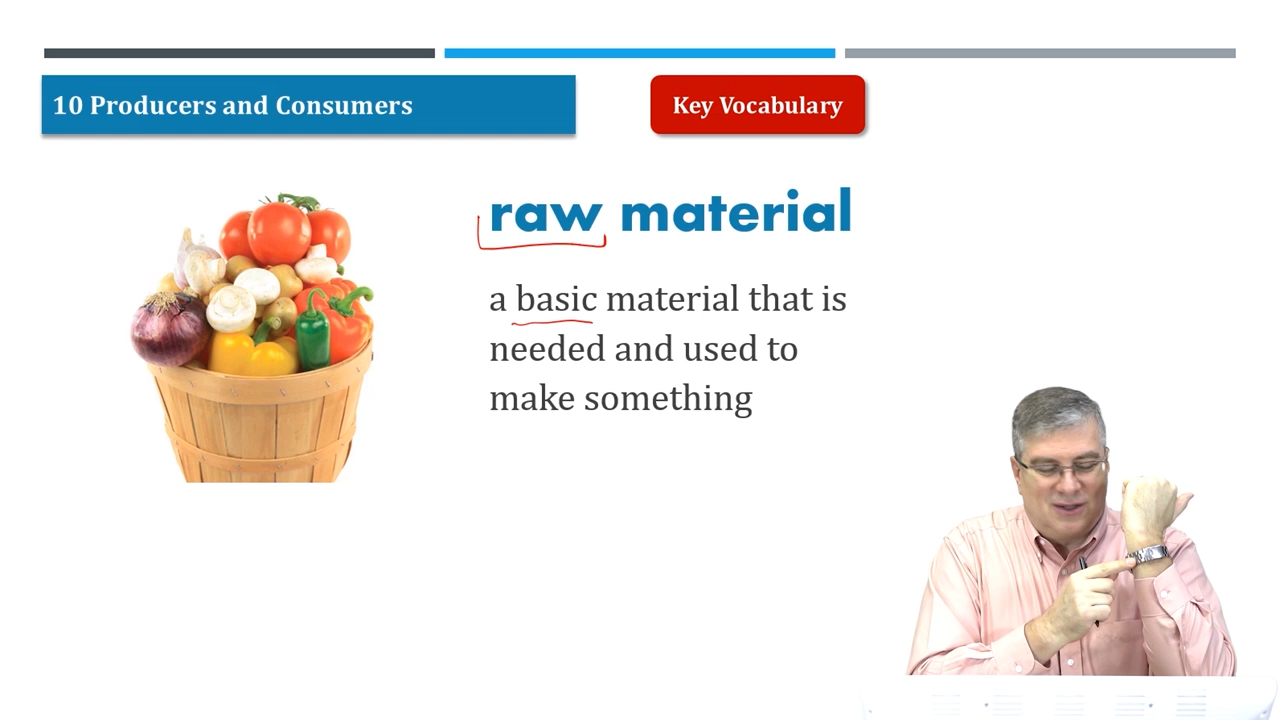 10 Producers and Consumers
Key Vocabulary
raw material
a basic material that is
needed and used to
make something